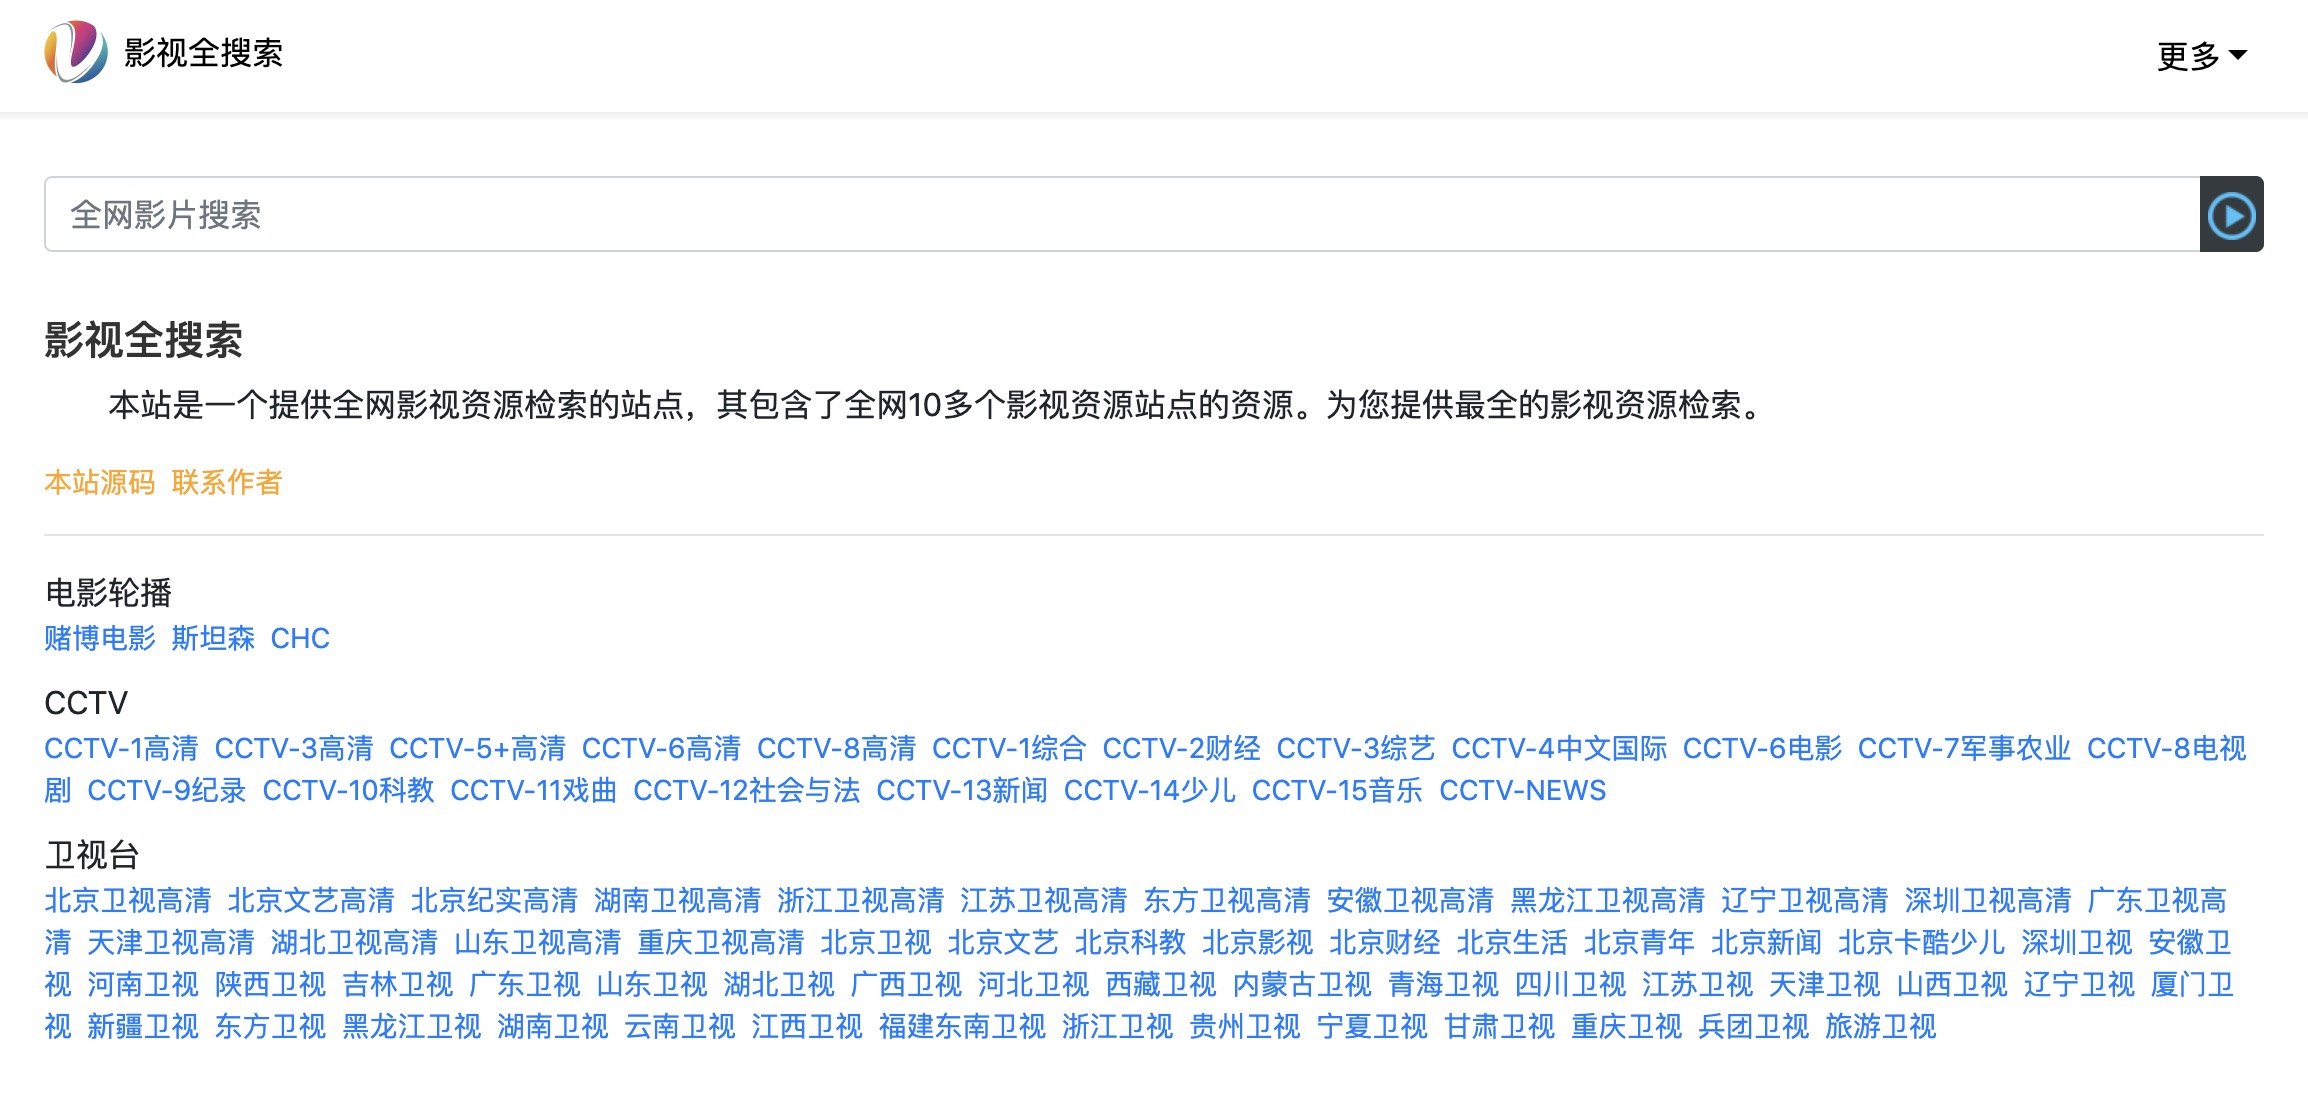 影视全搜索
更多
全网影片搜索
影视全搜索
本站是一个提供全网影视资源检索的站点，其包含了全网10多个影视资源站点的资源。为您提供最全的影视资源检索。
本站源码 联系作者
电影轮播
赌博电影 斯坦森 CHC
CCTV
CCTV-1高清 CCTV-3高清 CCTV-5+高清 CCTV-6高清 CCTV-8高清 CCTV-1综合 CCTV-2财经 CCTV-3综艺 CCTV-4中文国际 CCTV-6电影 CCTV-7军事农业 CCTV-8电视
剧 CCTV-9纪录 CCTV-10科教 CCTV-11戏曲 CCTV-12社会与法 CCTV-13新闻 CCTV-14少儿 CCTV-15音乐 CCTV-NEWS
卫视台
北京卫视高清 北京文艺高清 北京纪实高清 湖南卫视高清 浙江卫视高清 江苏卫视高清 东方卫视高清 安徽卫视高清 黑龙江卫视高清 辽宁卫视高清 深圳卫视高清 广东卫视高
清 天津卫视高清 湖北卫视高清 山东卫视高清 重庆卫视高清 北京卫视 北京文艺 北京科教 北京影视 北京财经 北京生活 北京青年 北京新闻 北京卡酷少儿 深圳卫视 安徽卫
视 河南卫视 陕西卫视 吉林卫视 广东卫视 山东卫视 湖北卫视 广西卫视 河北卫视 西藏卫视 内蒙古卫视 青海卫视 四川卫视 江苏卫视 天津卫视 山西卫视 辽宁卫视 厦门卫
视 新疆卫视 东方卫视 黑龙江卫视 湖南卫视 云南卫视 江西卫视 福建东南卫视 浙江卫视 贵州卫视 宁夏卫视 甘肃卫视 重庆卫视 兵团卫视 旅游卫视